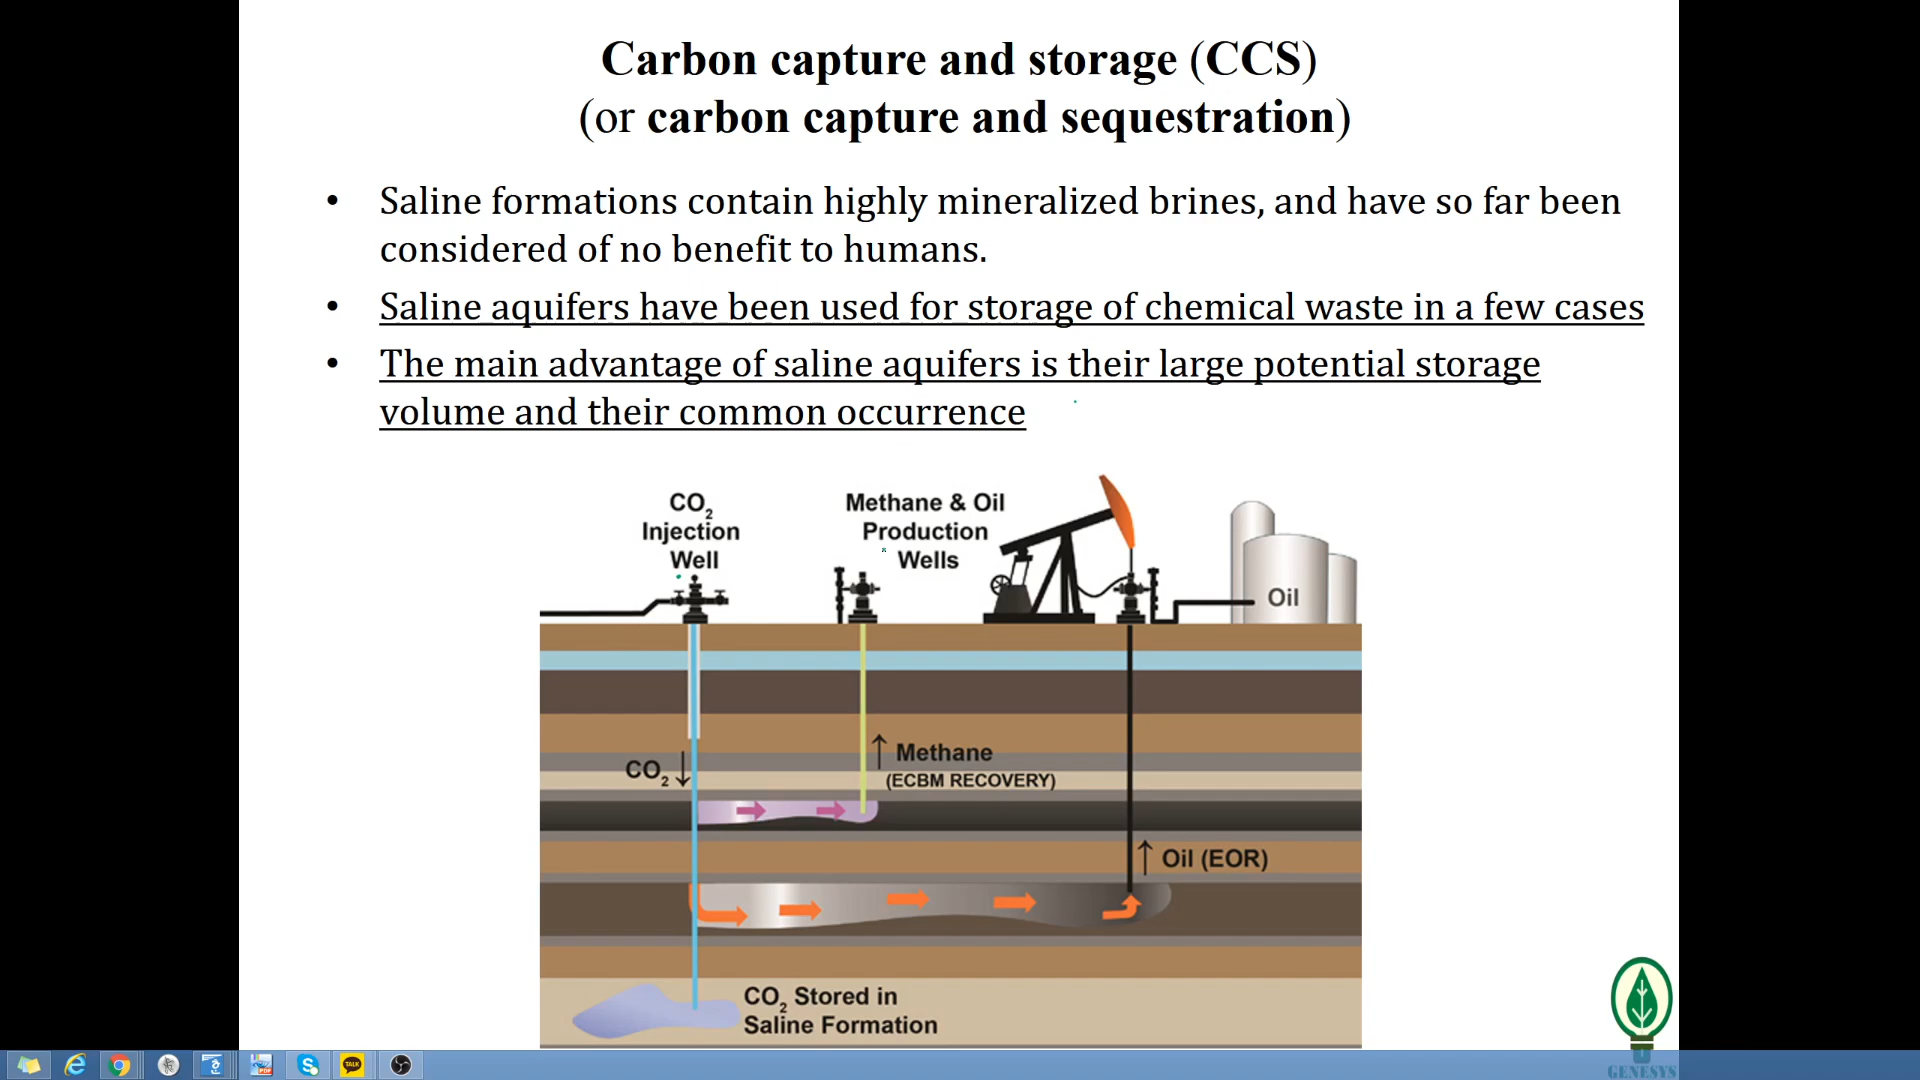 Carbon capture and storage (CCS)
(or carbon capture and sequestration)
• Saline formations contain highly mineralized brines, and have so far been
considered of no benefit to humans.
• Saline aquifers have been used for storage of chemical waste in a few cases
• The main advantage of saline aquifers is their large potential storage
volume and their common occurrence
CO2
Injection
Well
Methane & Oil
Production
Wells
Oil
CO2 ↓
↑ Methane
(ECBM RECOVERY)
↑ Oil (EOR)
CO2 Stored in
Saline Formation
TALK
PDF
GENESYS